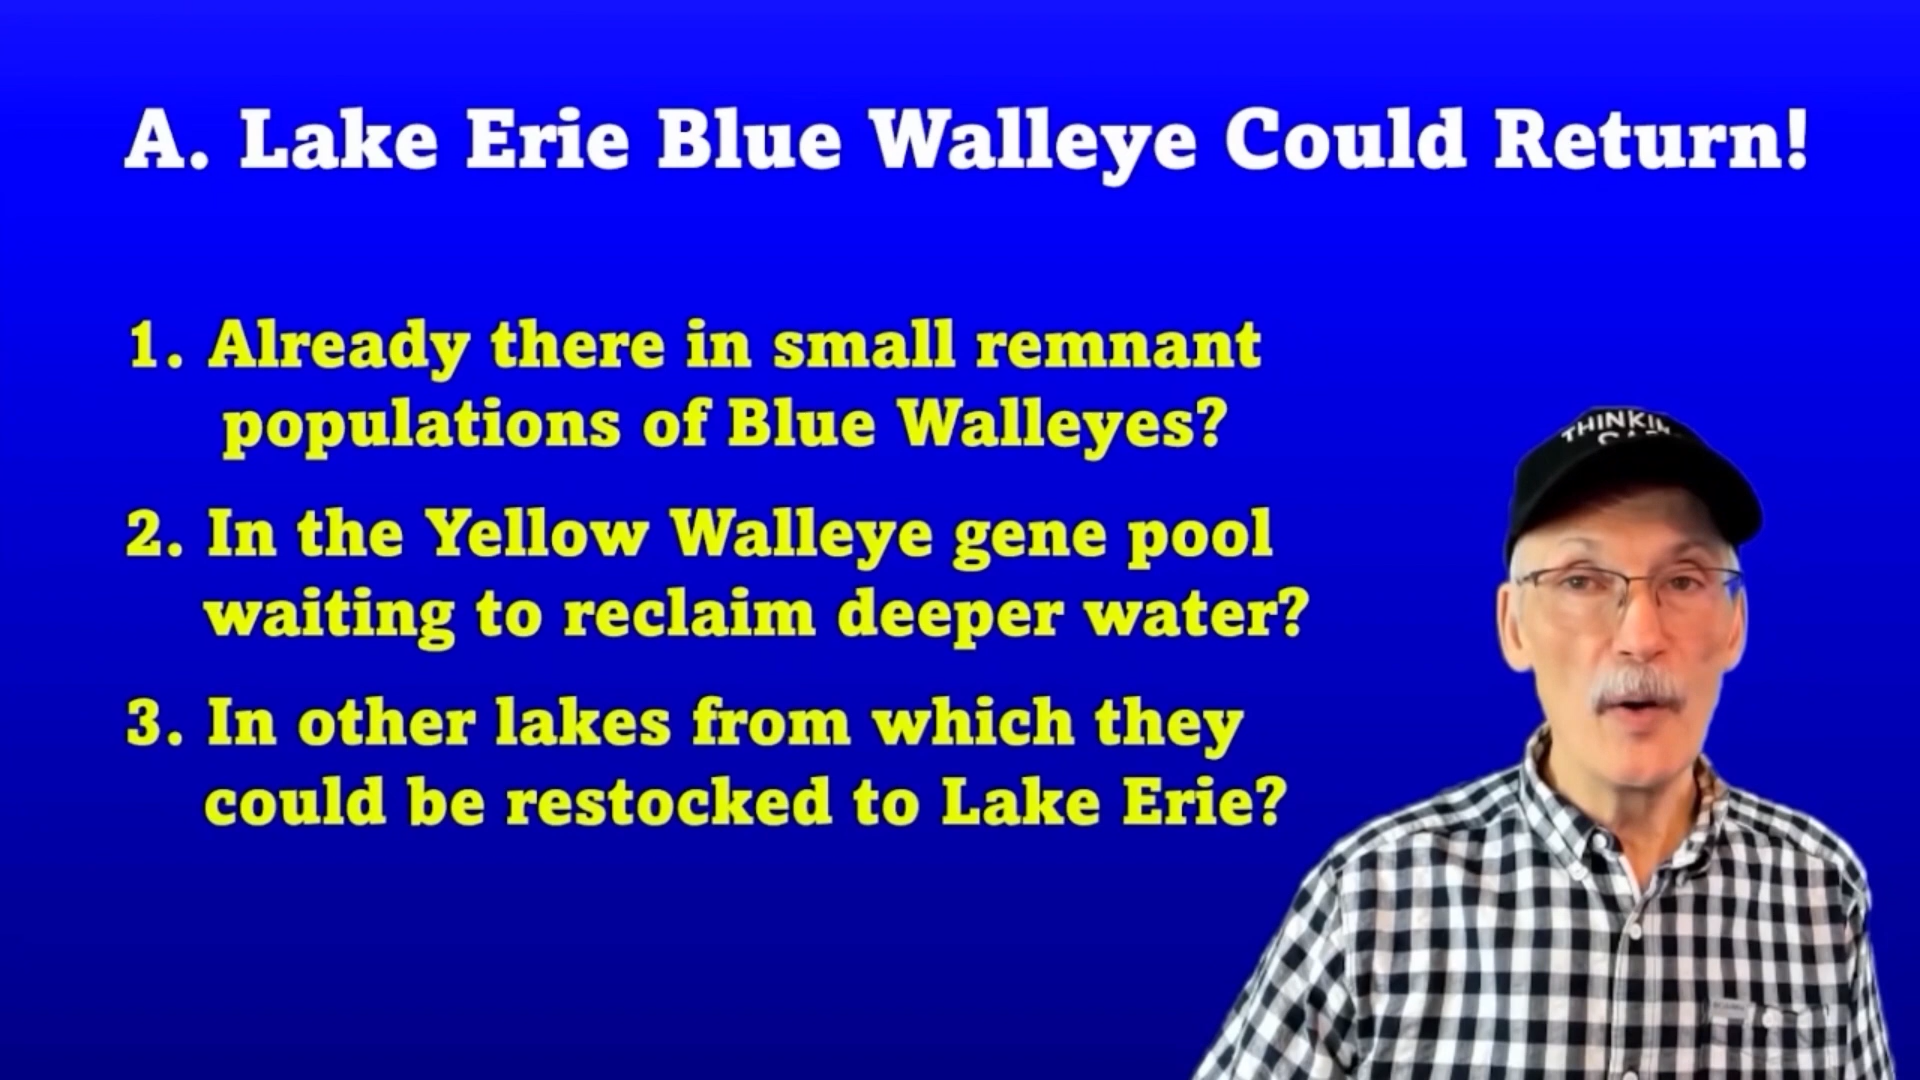 A. Lake Erie Blue Walleye Could Return!
1. Already there in small remnant
populations of Blue Walleyes?
2. In the Yellow Walleye gene pool
waiting to reclaim deeper water?
3. In other lakes from which they
could be restocked to Lake Erie?